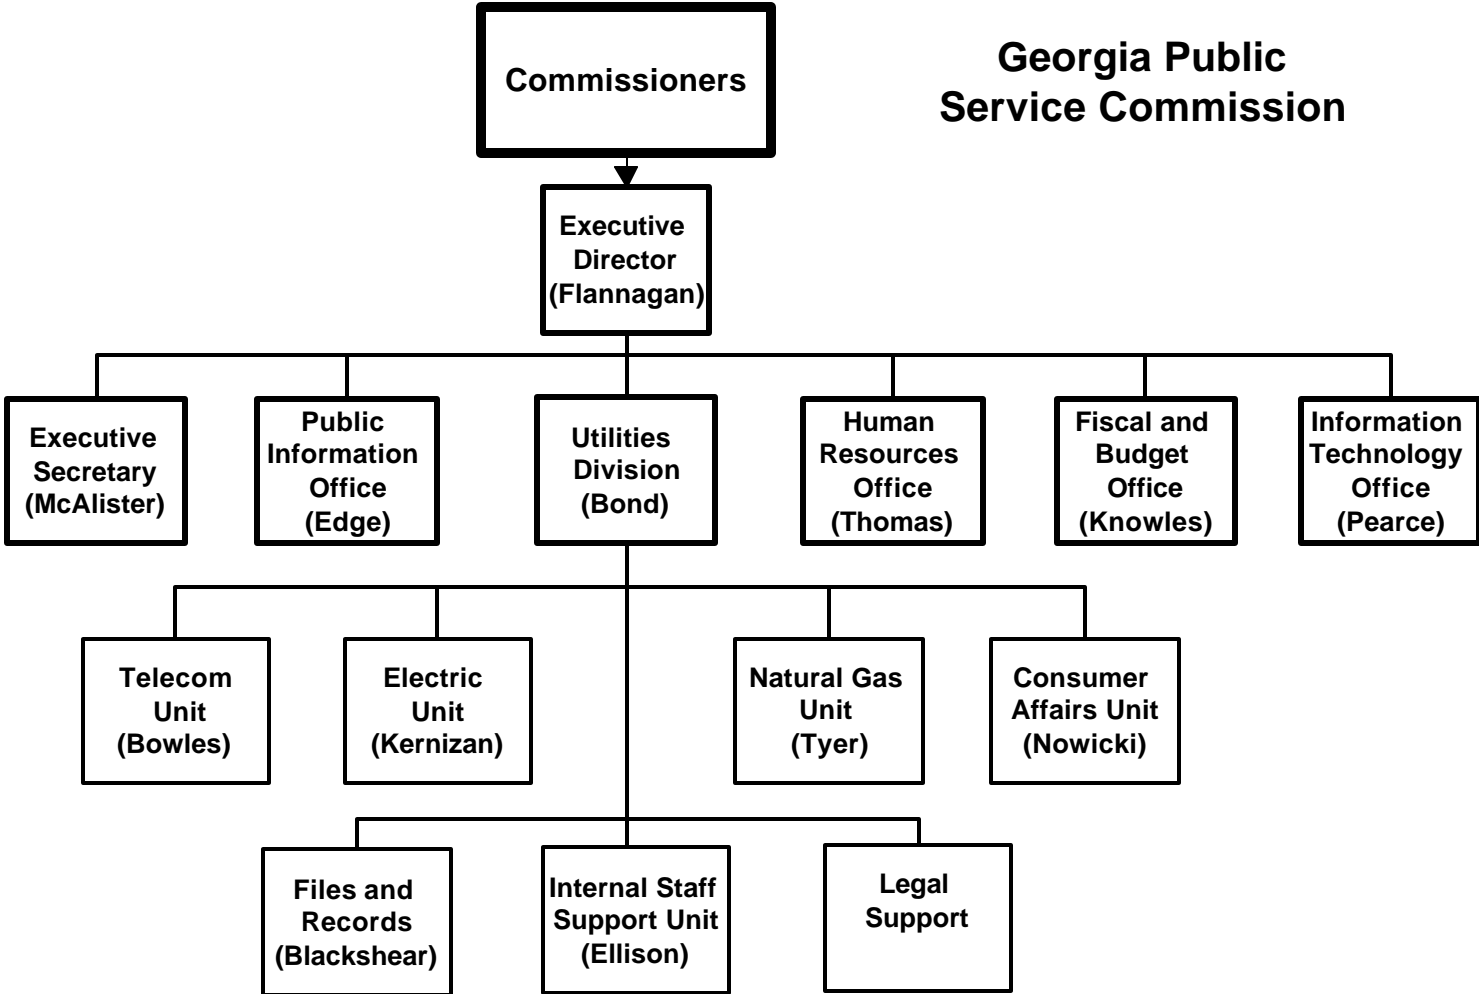 Commissioners
Georgia Public
Service Commission
Executive
Director
(Flannagan)
Executive
Secretary
(McAlister)
Public
Information
Office
(Edge)
Utilities
Division
(Bond)
Human
Resources
Office
(Thomas)
Fiscal and
Budget
Office
(Knowles)
Information
Technology
Office
(Pearce)
Telecom
Unit
(Bowles)
Electric
Unit
(Kernizan)
Natural Gas
Unit
(Tyer)
Consumer
Affairs Unit
(Nowicki)
Files and
Records
(Blackshear)
Internal Staff
Support Unit
(Ellison)
Legal
Support